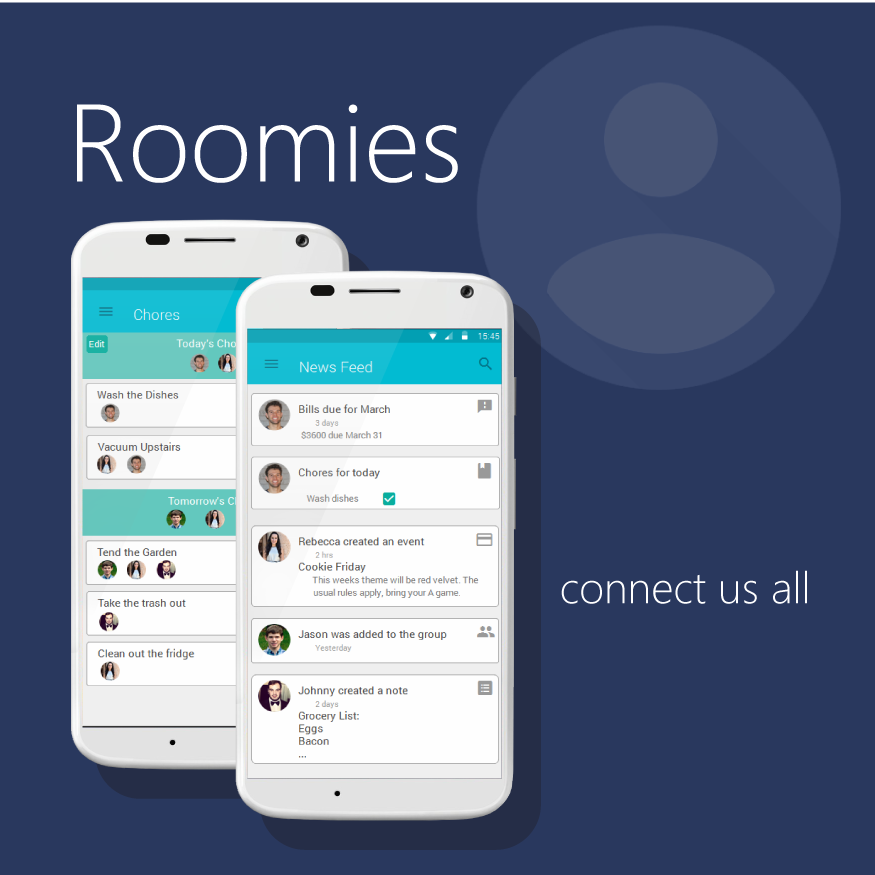 Roomies
Chores
Edit
Today's Cho
Wash the Dishes
Vacuum Upstairs
Tomorrow's C
Tend the Garden
Take the trash out
Clean out the fridge
15:45
News Feed
Bills due for March
3 days
$3600 due March 31
Chores for today
Wash dishes
Rebecca created an event
2 hrs
Cookie Friday
This weeks theme will be red velvet. The
usual rules apply, bring your A game.
Jason was added to the group
Yesterday
Johnny created a note
2 days
Grocery List:
Eggs
Bacon
...
connect us all